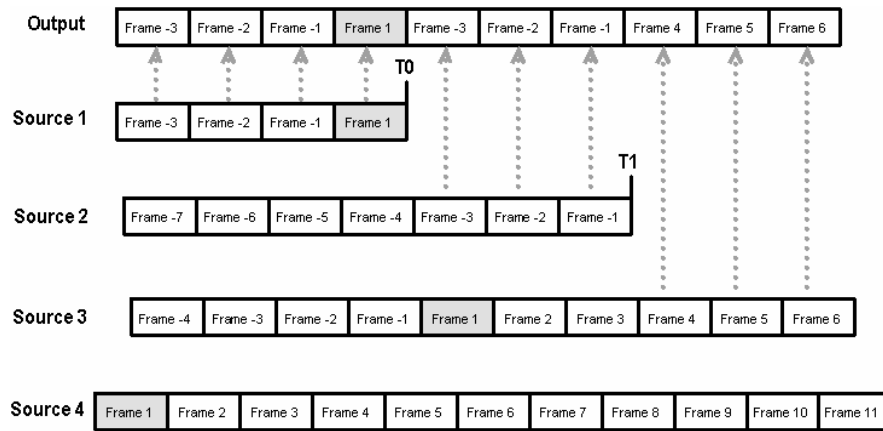 Output Frame -3 Frame -2 Frame -1 Frame 1 Frame -3 Frame -2 Frame -1 Frame 4 Frame 5 Frame 6
T0
Source 1 Frame -3 Frame -2 Frame -1 Frame 1
T1
Source 2 Frame -7 Frame -6 Frame -5 Frame -4 Frame -3 Frame -2 Frame -1
Source 3 Frame -4 Frame -3 Frame -2 Frame -1 Frame 1 Frame 2 Frame 3 Frame 4 Frame 5 Frame 6
Source 4 Frame 1 Frame 2 Frame 3 Frame 4 Frame 5 Frame 6 Frame 7 Frame 8 Frame 9 Frame 10 Frame 11